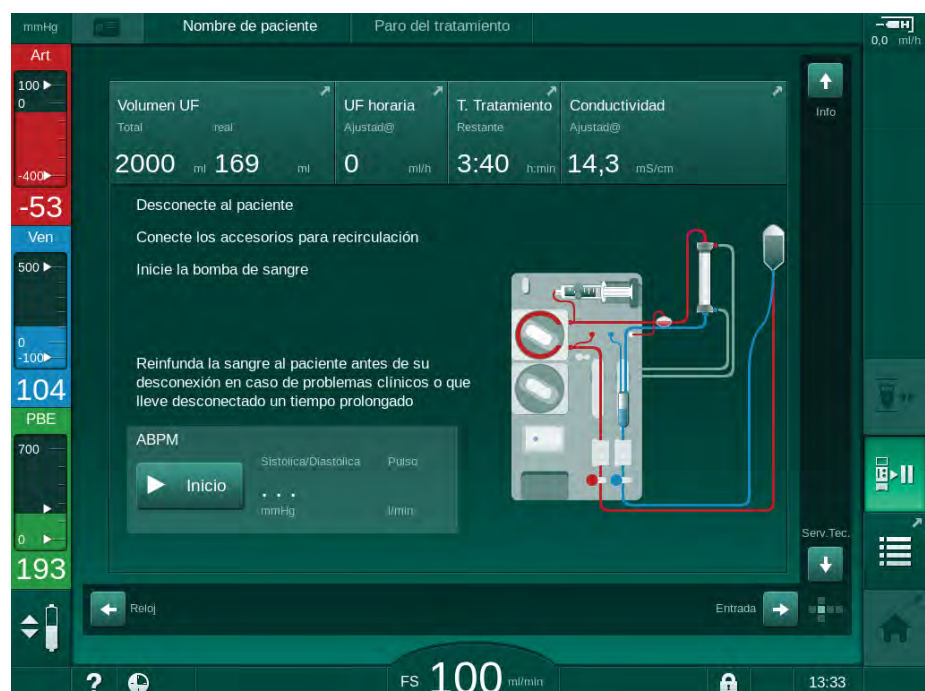 mmHg
Nombre de paciente
Paro del tratamiento
0,0 ml/h
Art
100
0
-400
-53
Ven
500
0
-100
104
PBE
700
0
193
Volumen UF
Total real
2000 ml 169 ml
UF horaria
Ajustad@
0 ml/h
T. Tratamiento
Restante
3:40 h:min
Conductividad
Ajustad@
14,3 mS/cm
Info
Desconecte al paciente
Conecte los accesorios para recirculación
Inicie la bomba de sangre
Reinfunda la sangre al paciente antes de su
desconexión en caso de problemas clínicos o que
lleve desconectado un tiempo prolongado
ABPM
Sistólica/Diastólica Pulso
Inicio
. . .
mmHg l/min
Serv.Tec.
Reloj
Entrada
?
FS 100 ml/min
13:33